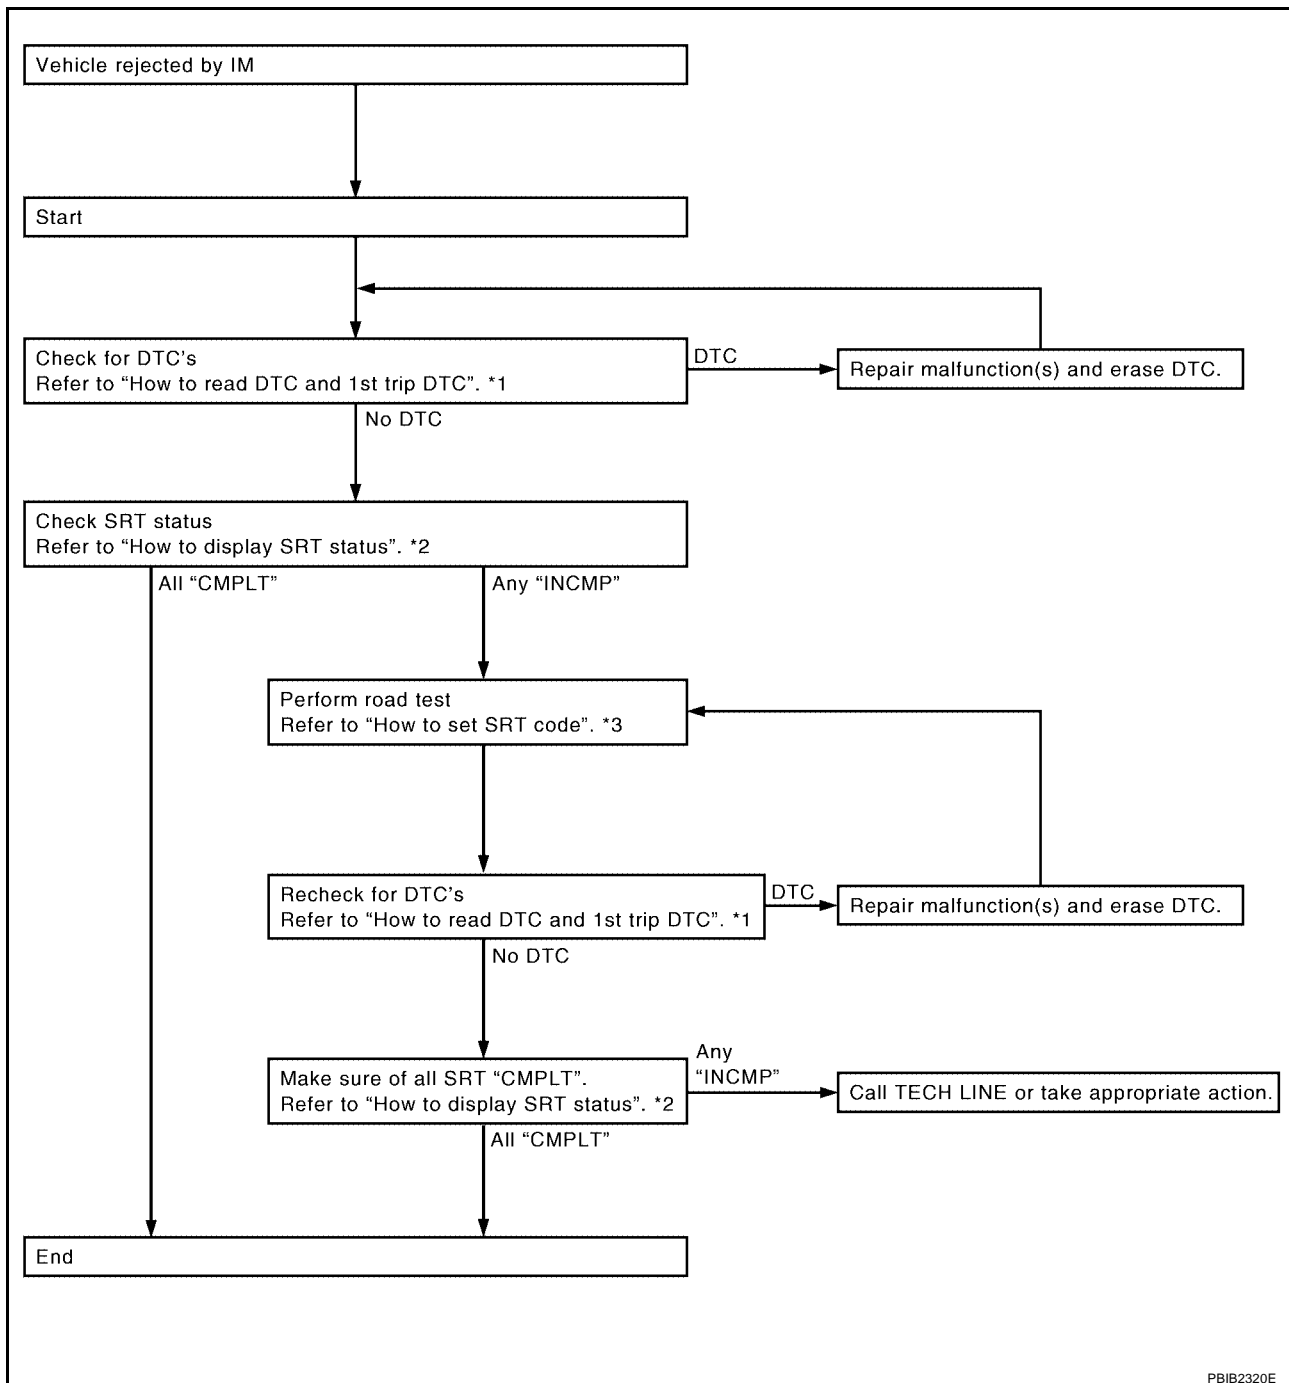 Vehicle rejected by IM
Start
Check for DTC's
Refer to “How to read DTC and 1st trip DTC”. *1
DTC
Repair malfunction(s) and erase DTC.
No DTC
Check SRT status
Refer to “How to display SRT status”. *2
All “CMPLT”
Any “INCMP”
Perform road test
Refer to “How to set SRT code”. *3
Recheck for DTC's
Refer to “How to read DTC and 1st trip DTC”. *1
DTC
Repair malfunction(s) and erase DTC.
No DTC
Make sure of all SRT “CMPLT”.
Refer to “How to display SRT status”. *2
Any
“INCMP”
Call TECH LINE or take appropriate action.
All “CMPLT”
End
PBIB2320E